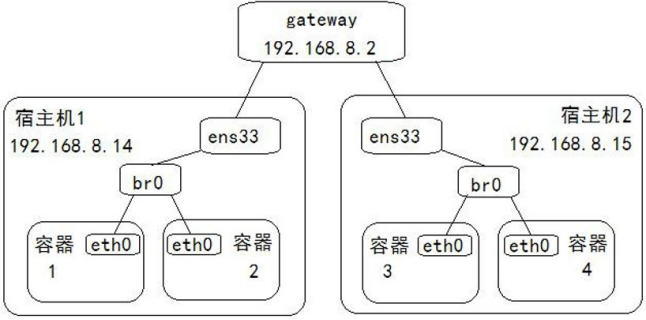 gateway
192.168.8.2
宿主机1
192.168.8.14
ens33
br0
容器
1
eth0
eth0
容器
2
宿主机2
192.168.8.15
ens33
br0
容器
3
eth0
eth0
容器
4